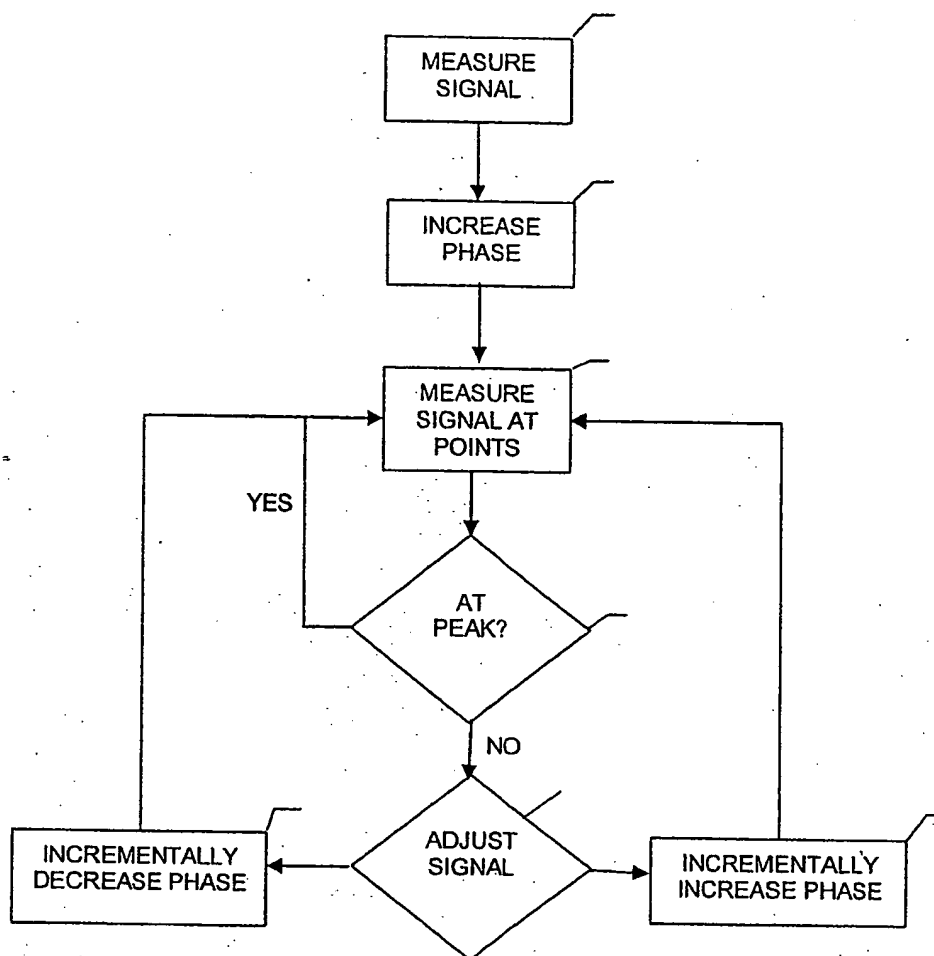 MEASURE
SIGNAL
INCREASE
PHASE
MEASURE
SIGNAL AT
POINTS
YES
AT
PEAK?
NO
ADJUST
SIGNAL
INCREMENTALLY
DECREASE PHASE
INCREMENTALLY
INCREASE PHASE